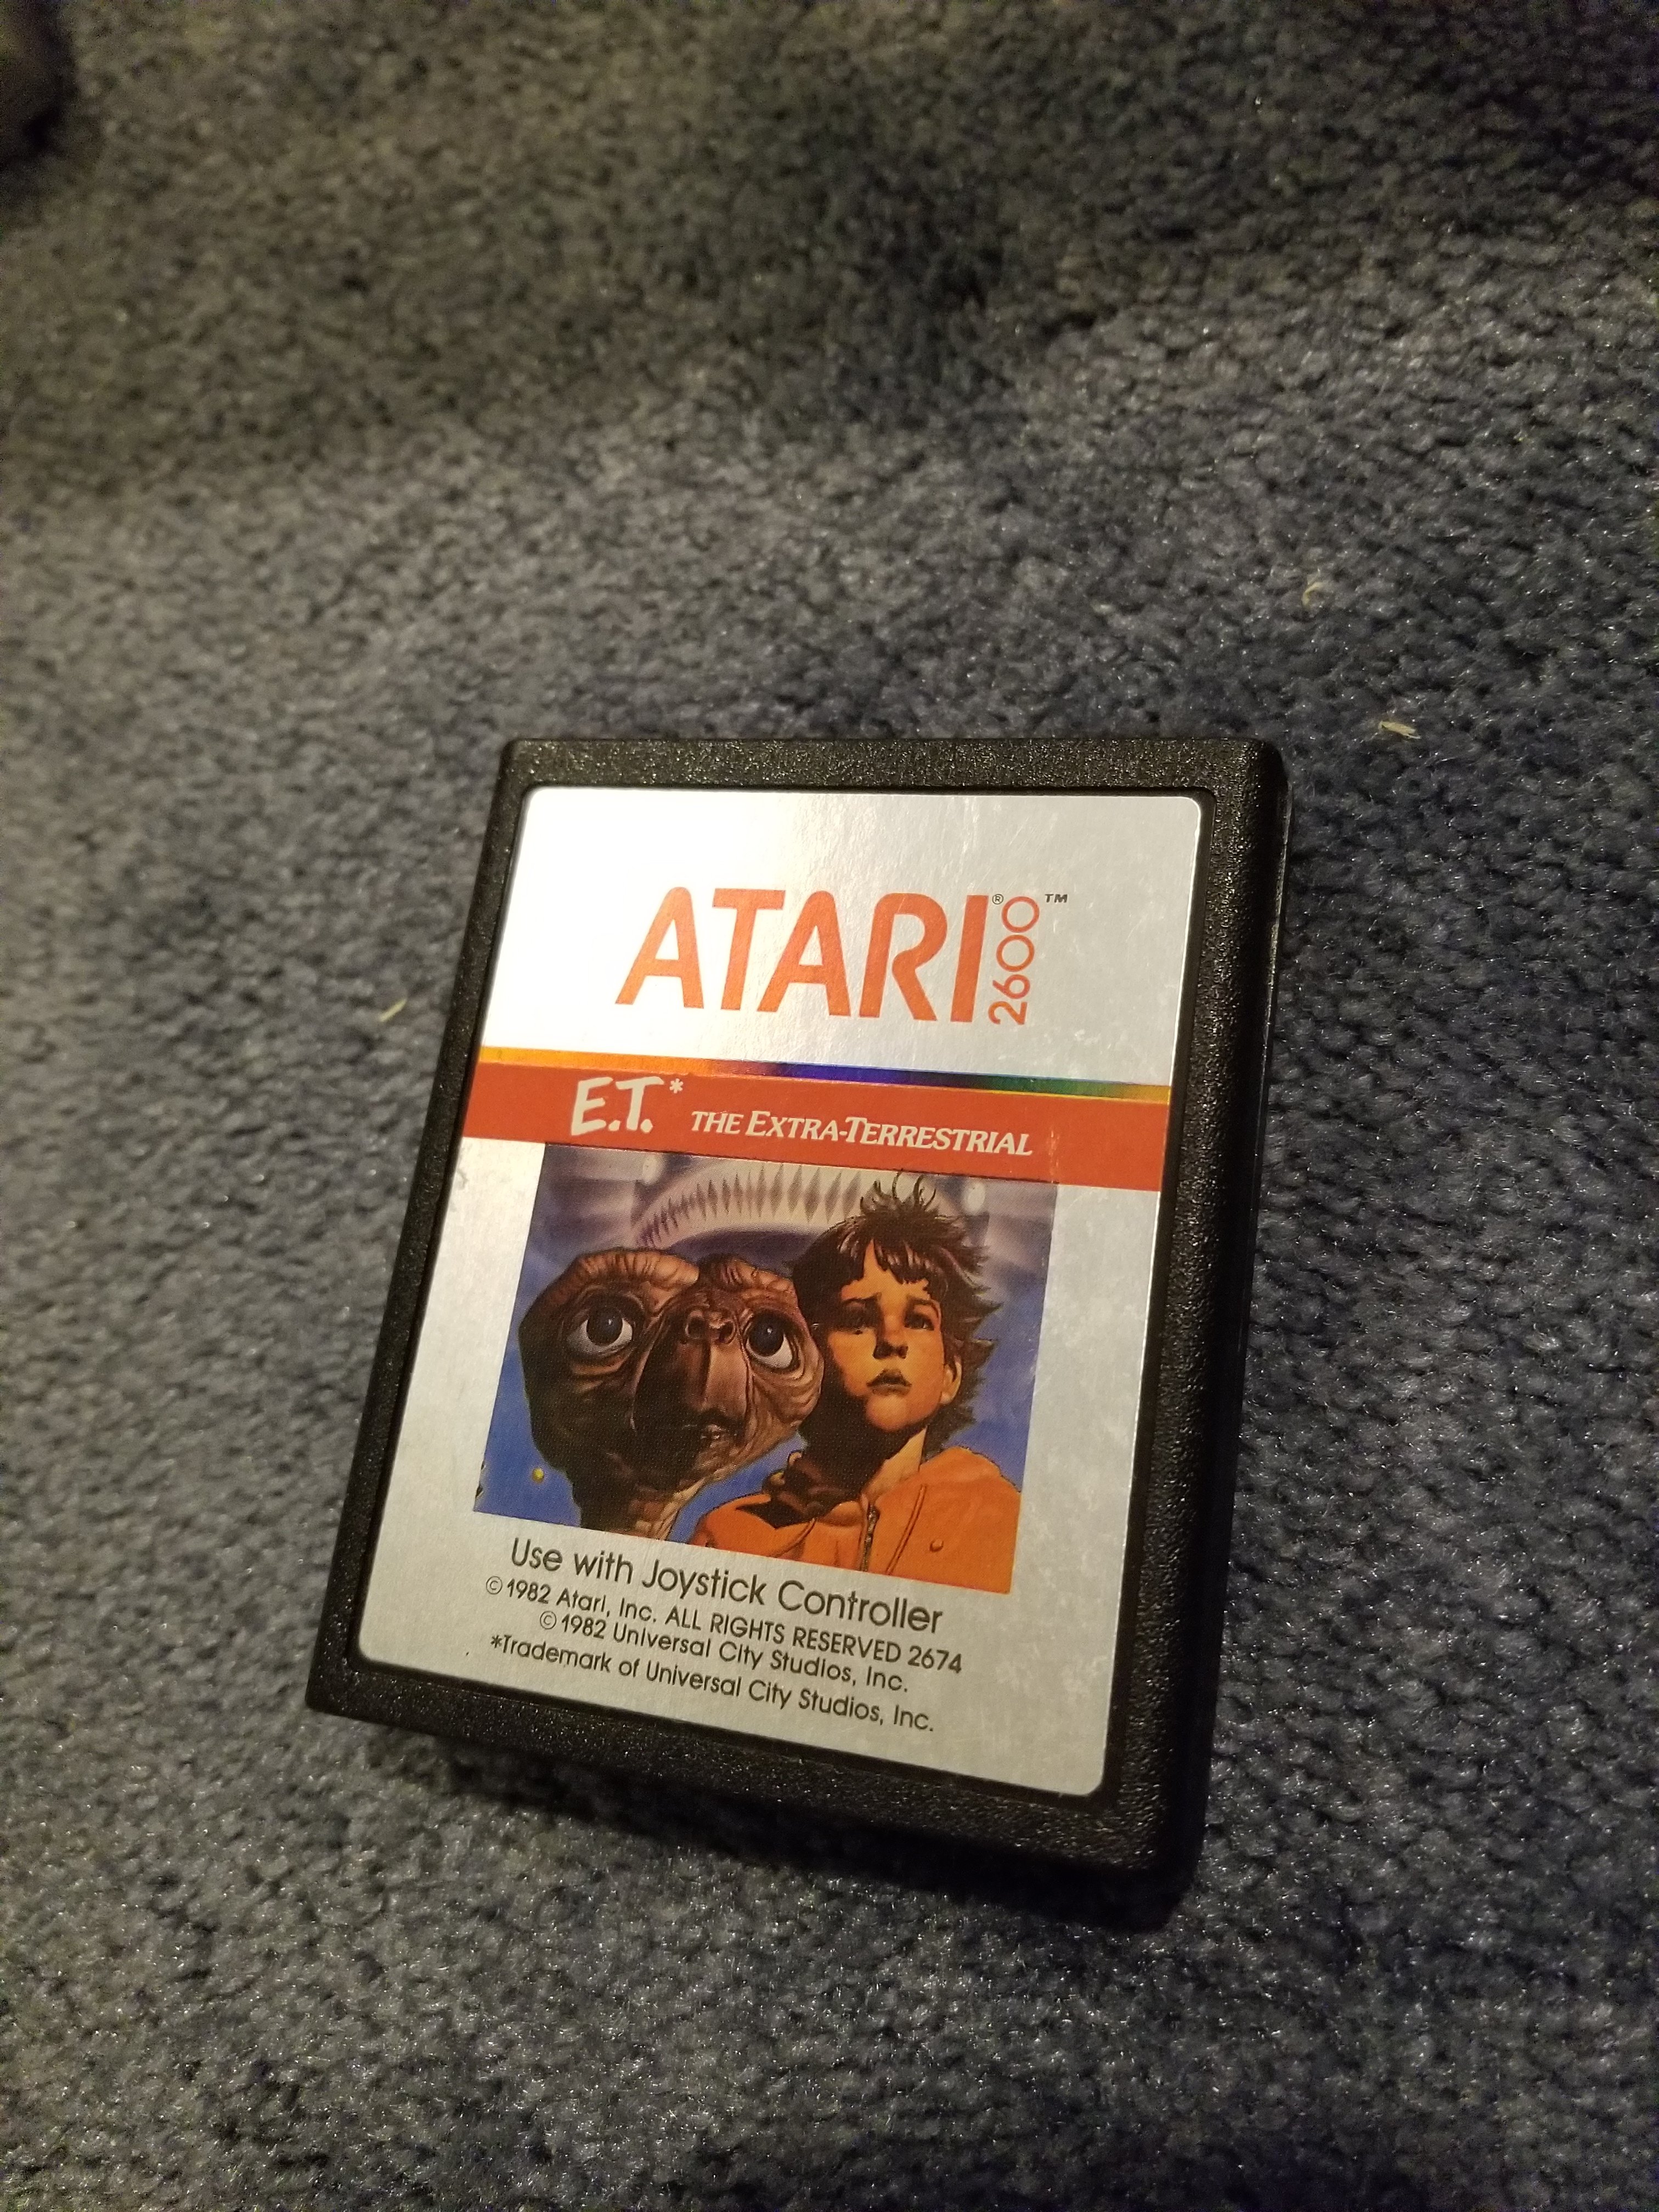 ATARI® 2600™
E.T.* THE EXTRA-TERRESTRIAL
Use with Joystick Controller
© 1982 Atari, Inc. ALL RIGHTS RESERVED 2674
© 1982 Universal City Studios, Inc.
*Trademark of Universal City Studios, Inc.